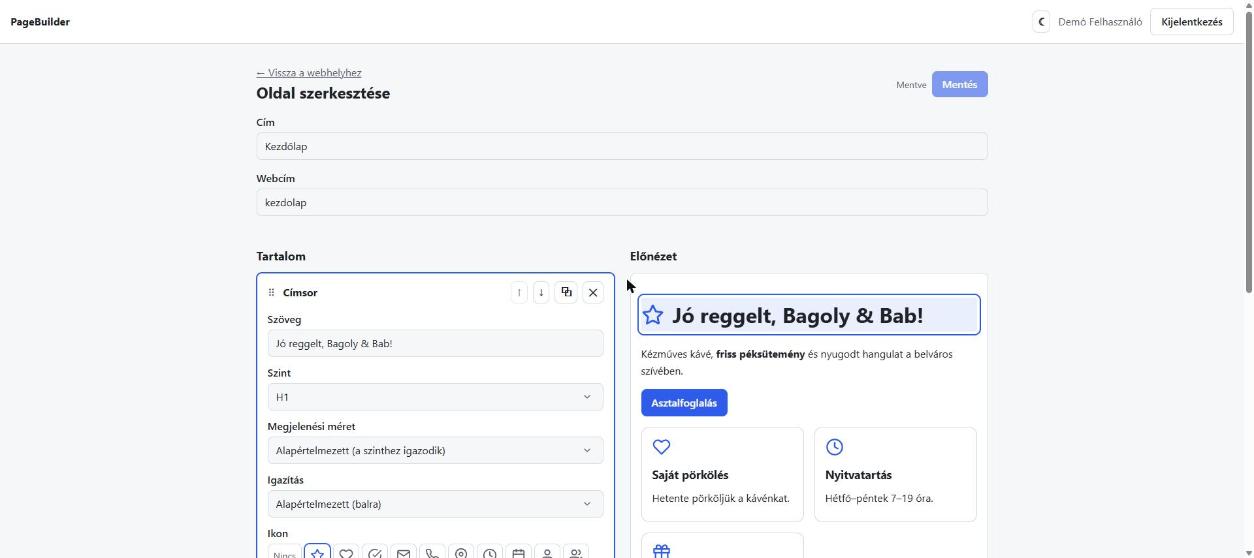 PageBuilder
Demó Felhasználó
Kijelentkezés
← Vissza a webhelyhez
Oldal szerkesztése
Mentve
Mentés
Cím
Kezdőlap
Webcím
kezdolap
Tartalom
Címsor
Szöveg
Jó reggelt, Bagoly & Bab!
Szint
H1
Megjelenési méret
Alapértelmezett (a szinthez igazodik)
Igazítás
Alapértelmezett (balra)
Ikon
Nincs
Előnézet
Jó reggelt, Bagoly & Bab!
Kézműves kávé, friss péksütemény és nyugodt hangulat a belváros
szívében.
Asztalfoglalás
Saját pörkölés
Hetente pörköljük a kávénkat.
Nyitvatartás
Hétfő–péntek 7–19 óra.